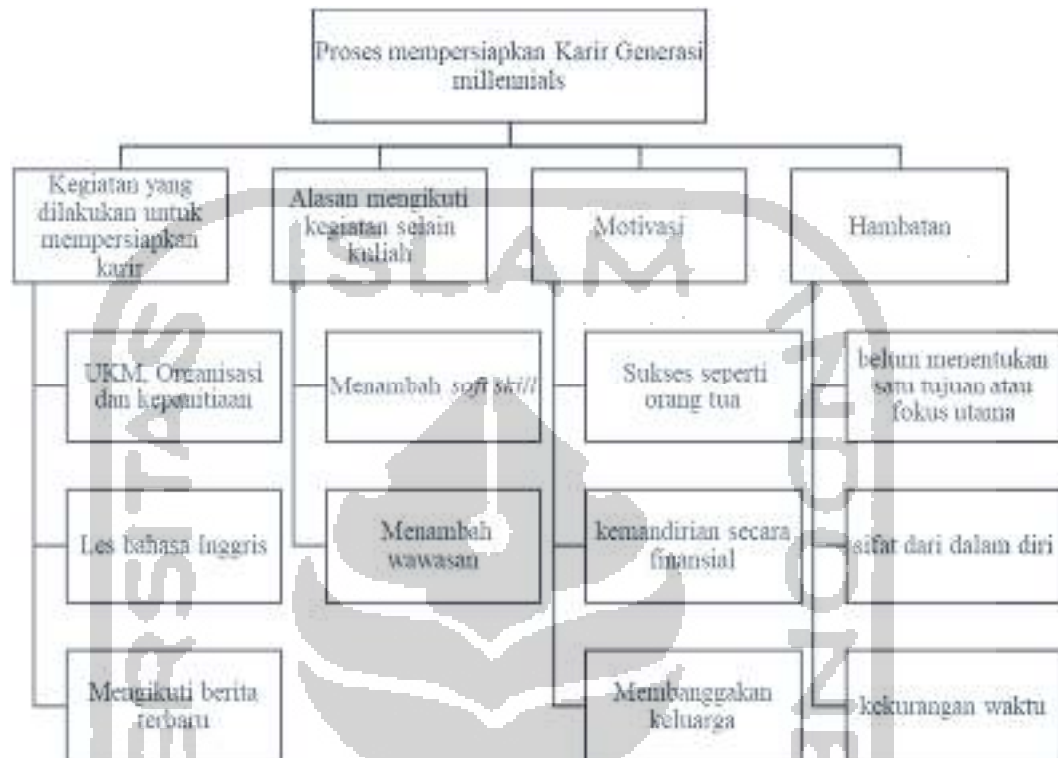 Proses mempersiapkan Karir Generasi
millennials
Kegiatan yang
dilakukan untuk
mempersiapkan
karir
Alasan mengikuti
kegiatan selain
kuliah
Motivasi
Hambatan
UKM, Organisasi
dan kepanitiaan
Menambah soft skill
Sukses seperti
orang tua
belum menentukan
satu tujuan atau
fokus utama
Les bahasa Inggris
Menambah
wawasan
kemandirian secara
finansial
sifat dari dalam diri
Mengikuti berita
terbaru
Membanggakan
keluarga
kekurangan waktu
ISLAM